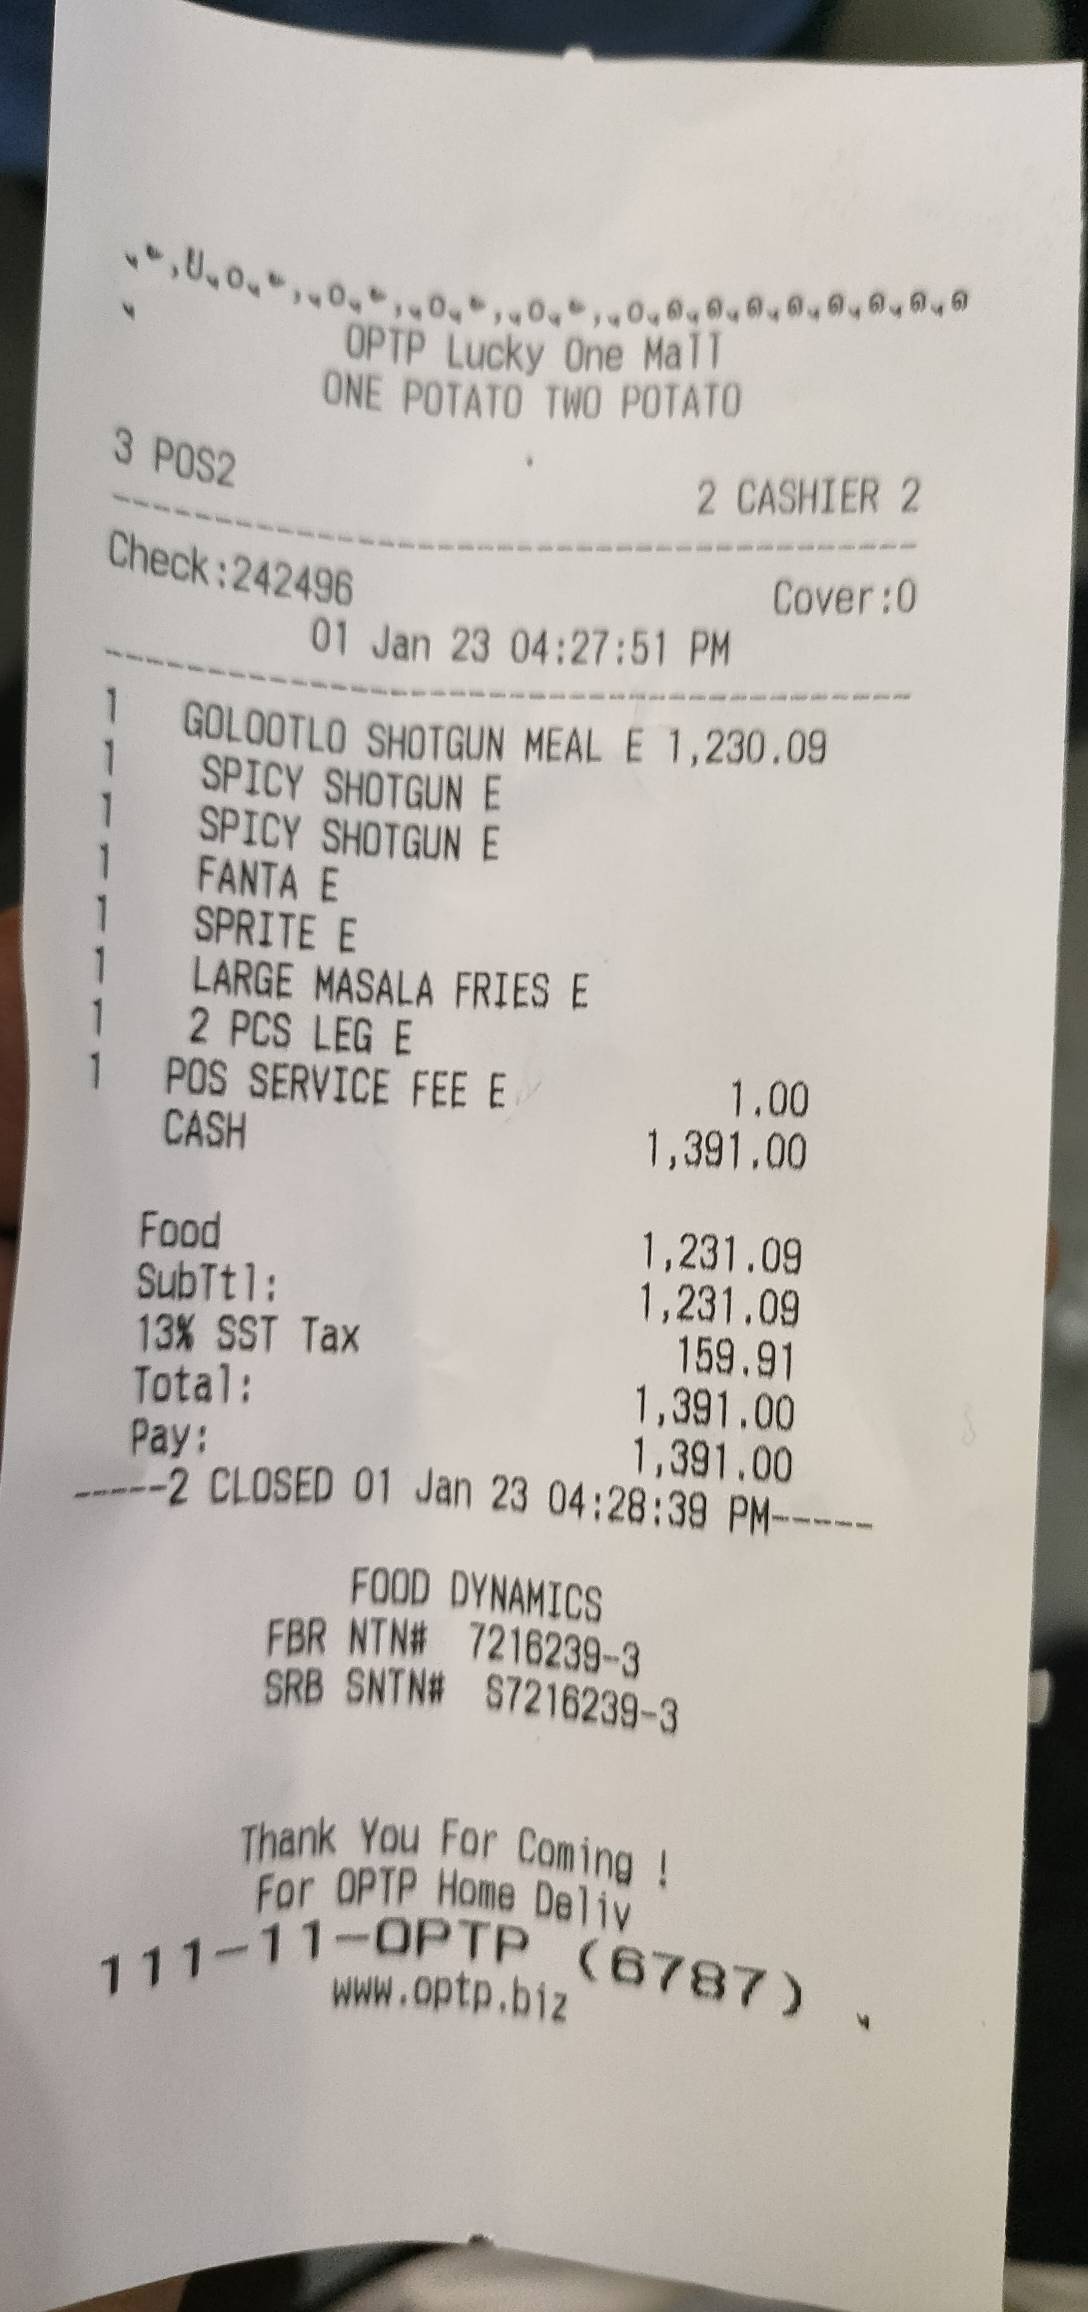 OPTP Lucky One Mall
ONE POTATO TWO POTATO
3 POS2 2 CASHIER 2
Check:242496 Cover:0
01 Jan 23 04:27:51 PM
1 GOLOOTLO SHOTGUN MEAL E 1,230.09
1 SPICY SHOTGUN E
1 SPICY SHOTGUN E
1 FANTA E
1 SPRITE E
1 LARGE MASALA FRIES E
1 2 PCS LEG E
1 POS SERVICE FEE E 1.00
CASH 1,391.00
Food 1,231.09
SubTtl: 1,231.09
13% SST Tax 159.91
Total: 1,391.00
Pay: 1,391.00
-----2 CLOSED 01 Jan 23 04:28:39 PM-----
FOOD DYNAMICS
FBR NTN# 7216239-3
SRB SNTN# S7216239-3
Thank You For Coming !
For OPTP Home Deliv
111-11-OPTP (6787)
www.optp.biz